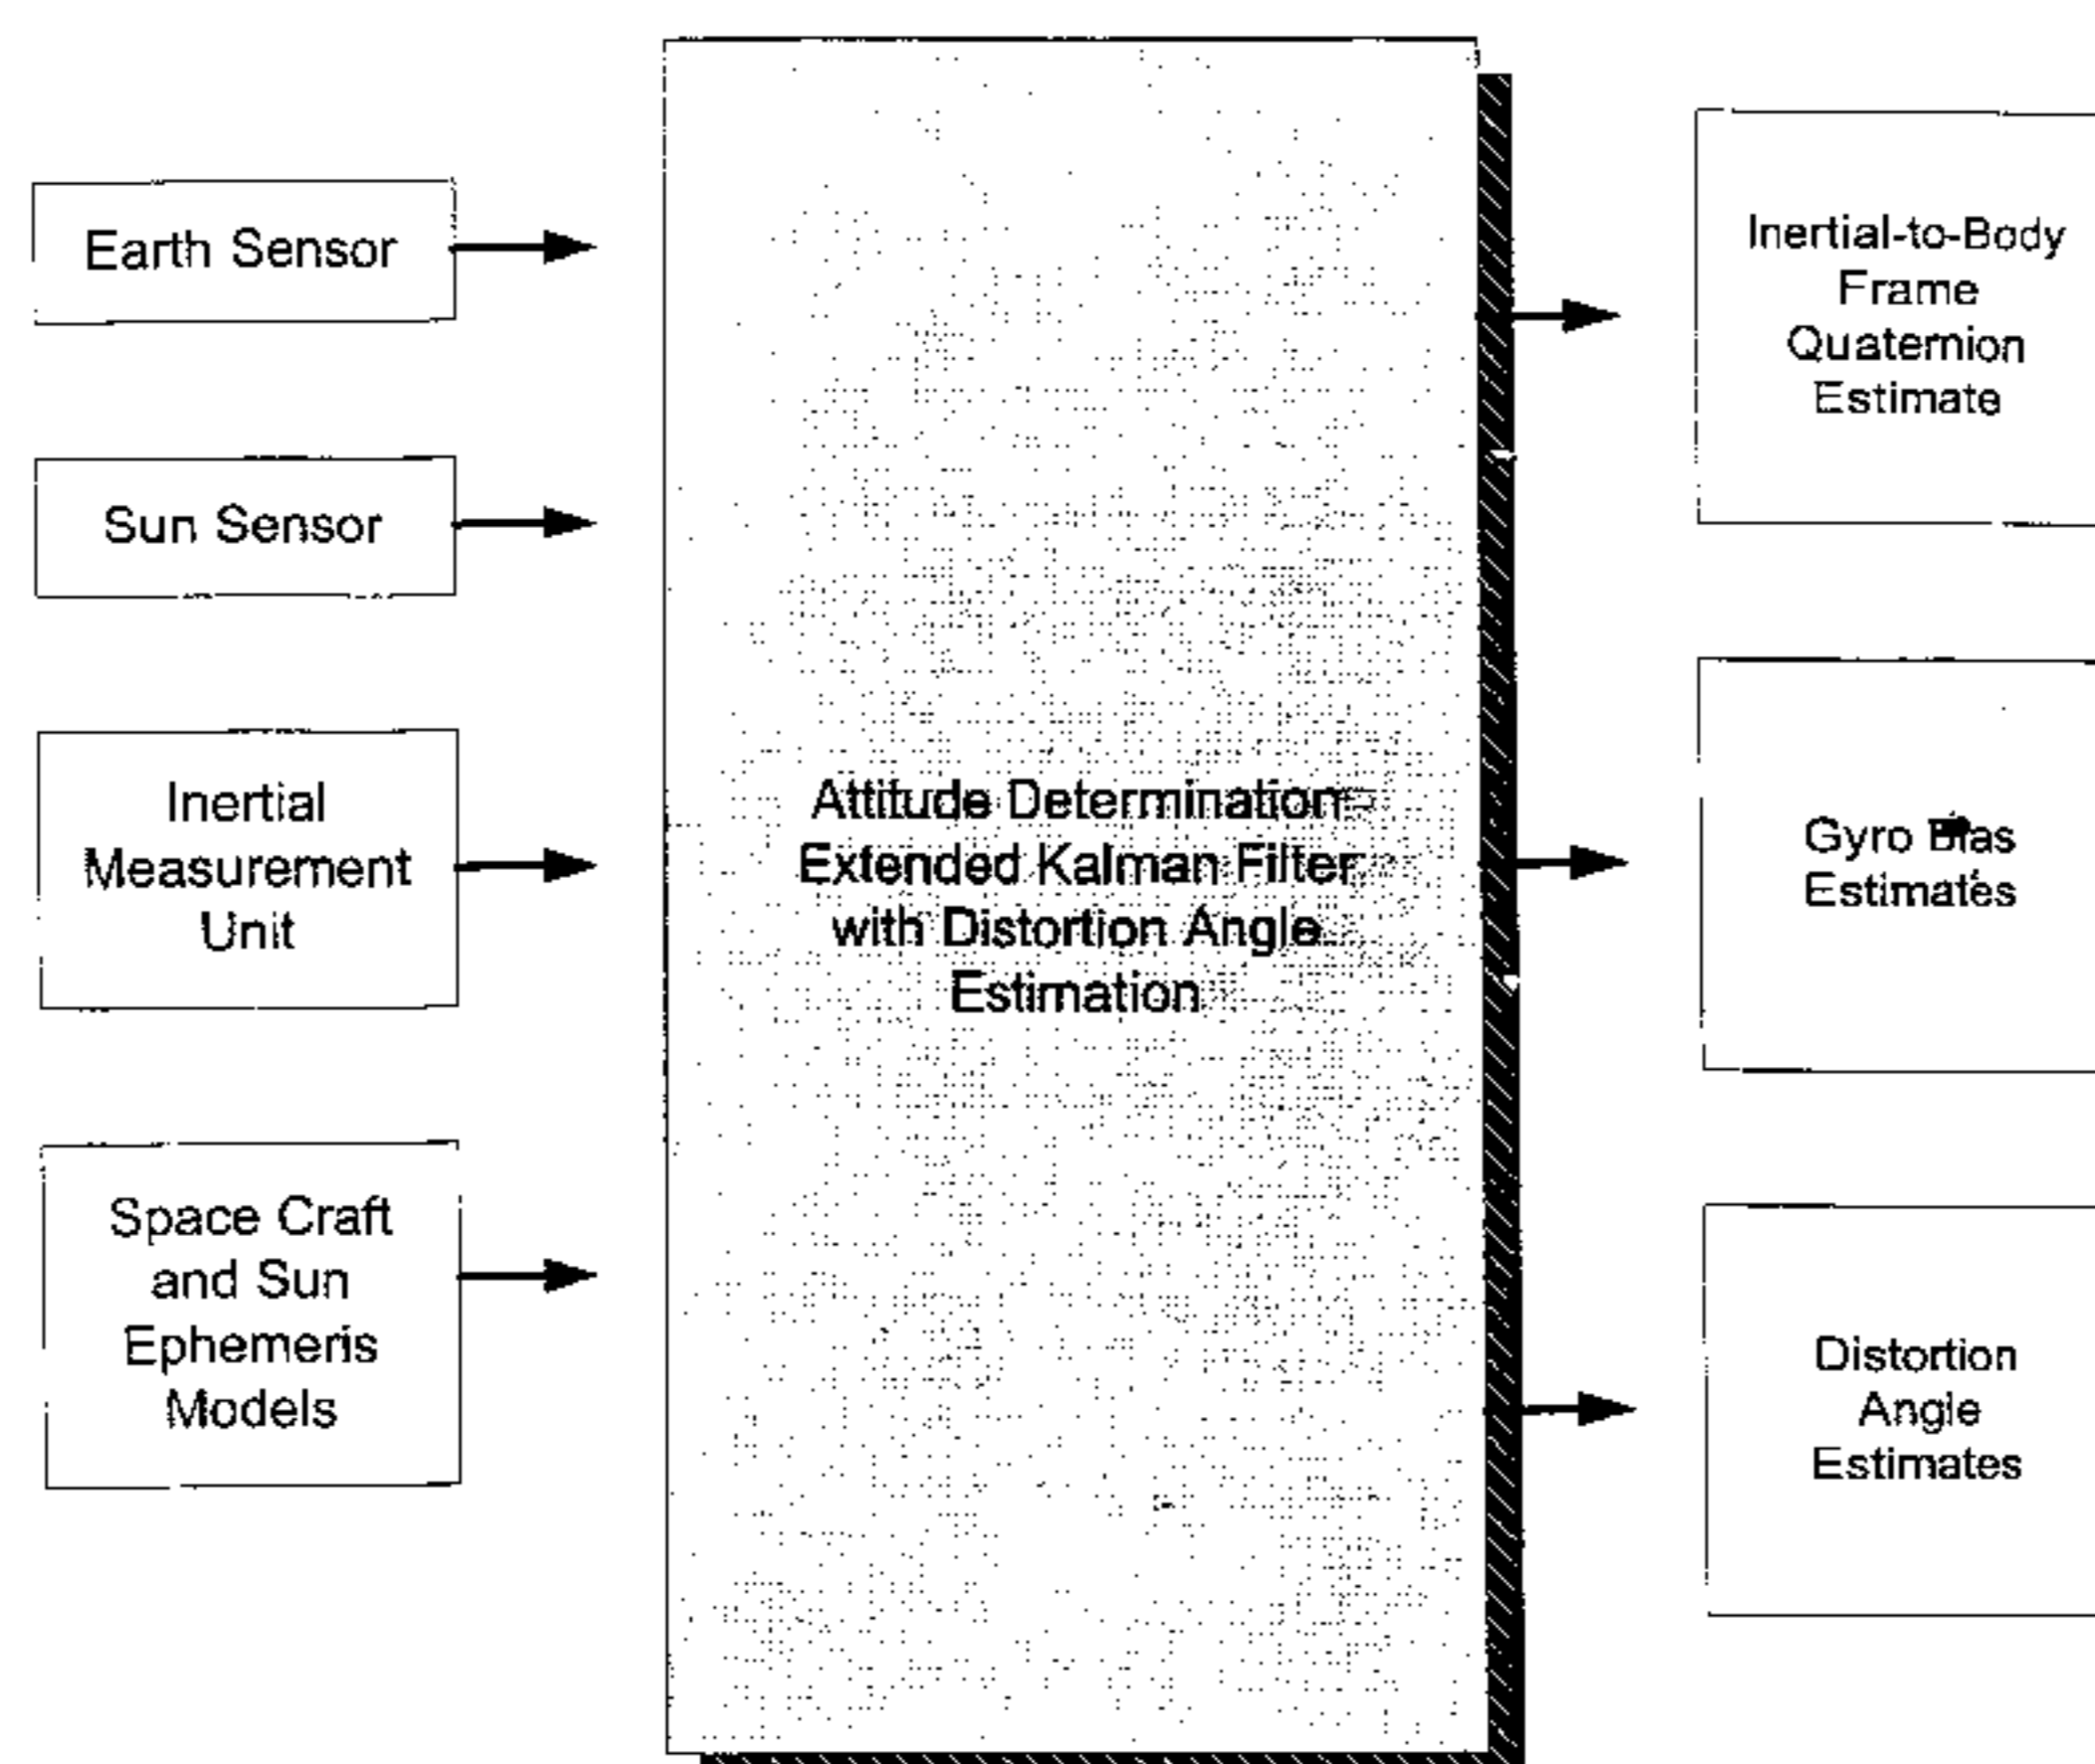 Earth Sensor
Sun Sensor
Inertial
Measurement
Unit
Space Craft
and Sun
Ephemeris
Models
Attitude Determination
Extended Kalman Filter
with Distortion Angle
Estimation
Inertial-to-Body
Frame
Quaternion
Estimate
Gyro Bias
Estimates
Distortion
Angle
Estimates